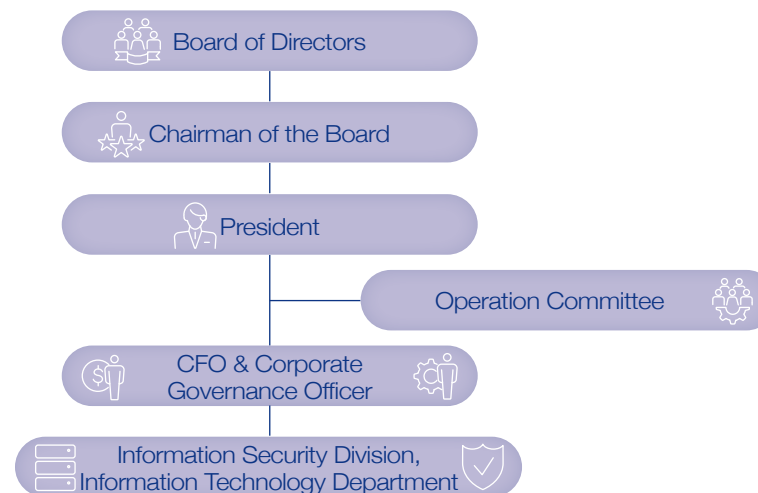 Board of Directors
Chairman of the Board
President
Operation Committee
CFO & Corporate
Governance Officer
Information Security Division,
Information Technology Department